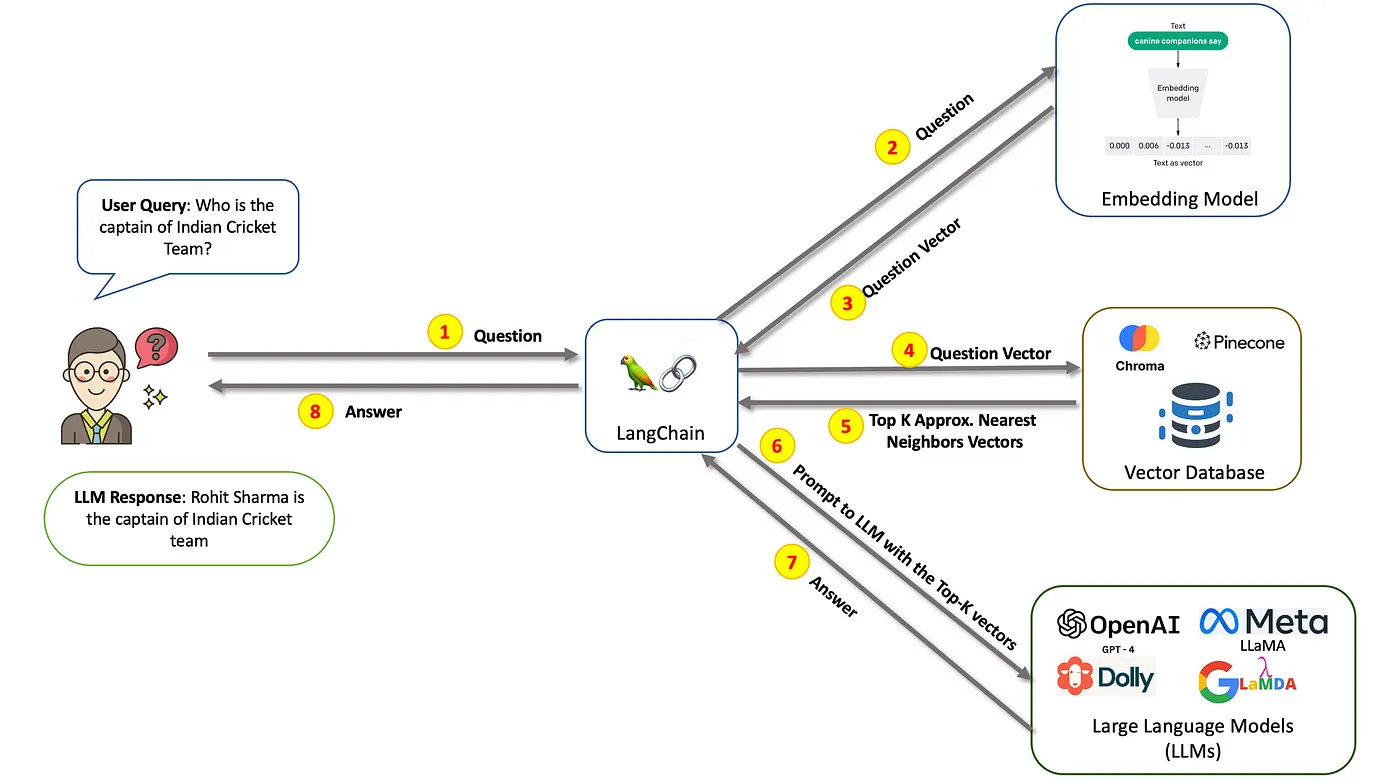 Text
canine companions say
Embedding
model
0.000 0.006 -0.013 ... -0.013
Text as vector
Embedding Model
2 Question
3 Question Vector
User Query: Who is the
captain of Indian Cricket
Team?
1 Question
8 Answer
LLM Response: Rohit Sharma is
the captain of Indian Cricket
team
LangChain
4 Question Vector
5 Top K Approx. Nearest
Neighbors Vectors
Chroma
Pinecone
Vector Database
6 Prompt to LLM with the Top-K vectors
7 Answer
OpenAI
GPT - 4
Meta
LLaMA
Dolly
λ
G LaMDA
Large Language Models
(LLMs)